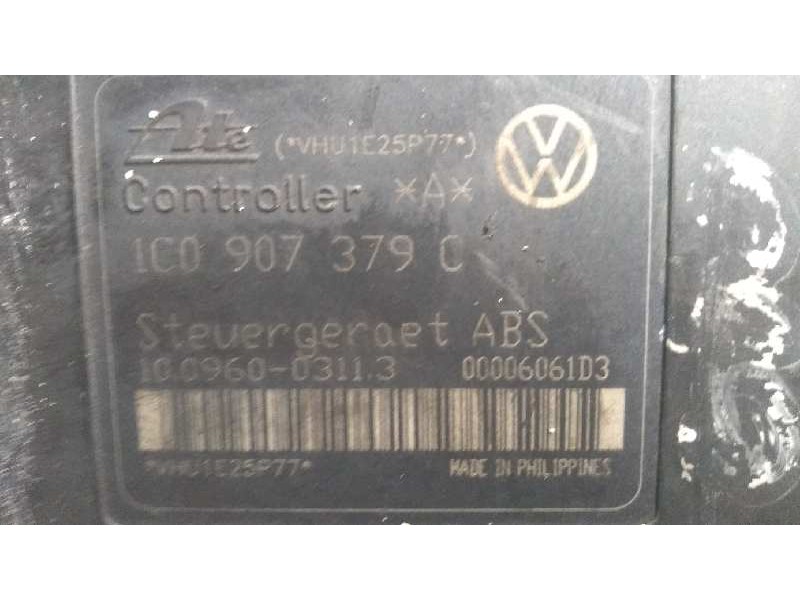 Ate (*VHU1E25P77*)
Controller *A*
1C0 907 379 C
Steuergeraet ABS
10.0960-0311.3 00006061D3
*VHU1E25P77* MADE IN PHILIPPINES